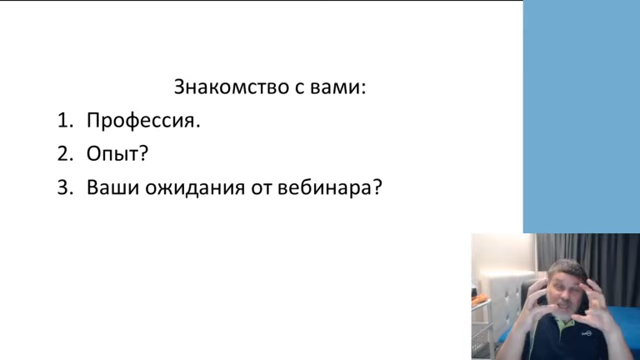 Знакомство с вами:
1. Профессия.
2. Опыт?
3. Ваши ожидания от вебинара?